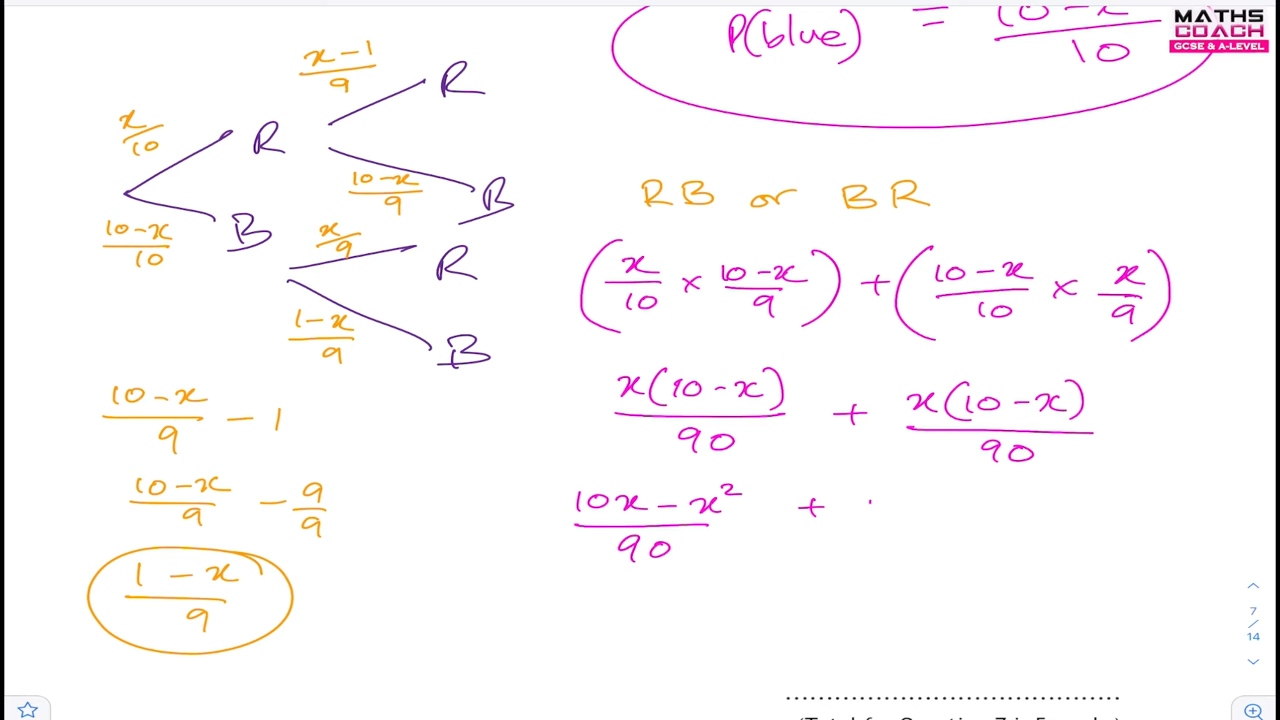 P(blue) = 10-x/10
MATHS
COACH
GCSE & A-LEVEL
x/10
R
x-1/9
R
10-x/9
B
10-x/10
B
x/9
R
1-x/9
B
10-x/9 - 1
10-x/9 - 9/9
1-x/9
RB or BR
(x/10 × 10-x/9) + (10-x/10 × x/9)
x(10-x)/90 + x(10-x)/90
10x-x²/90 +
7
/
14